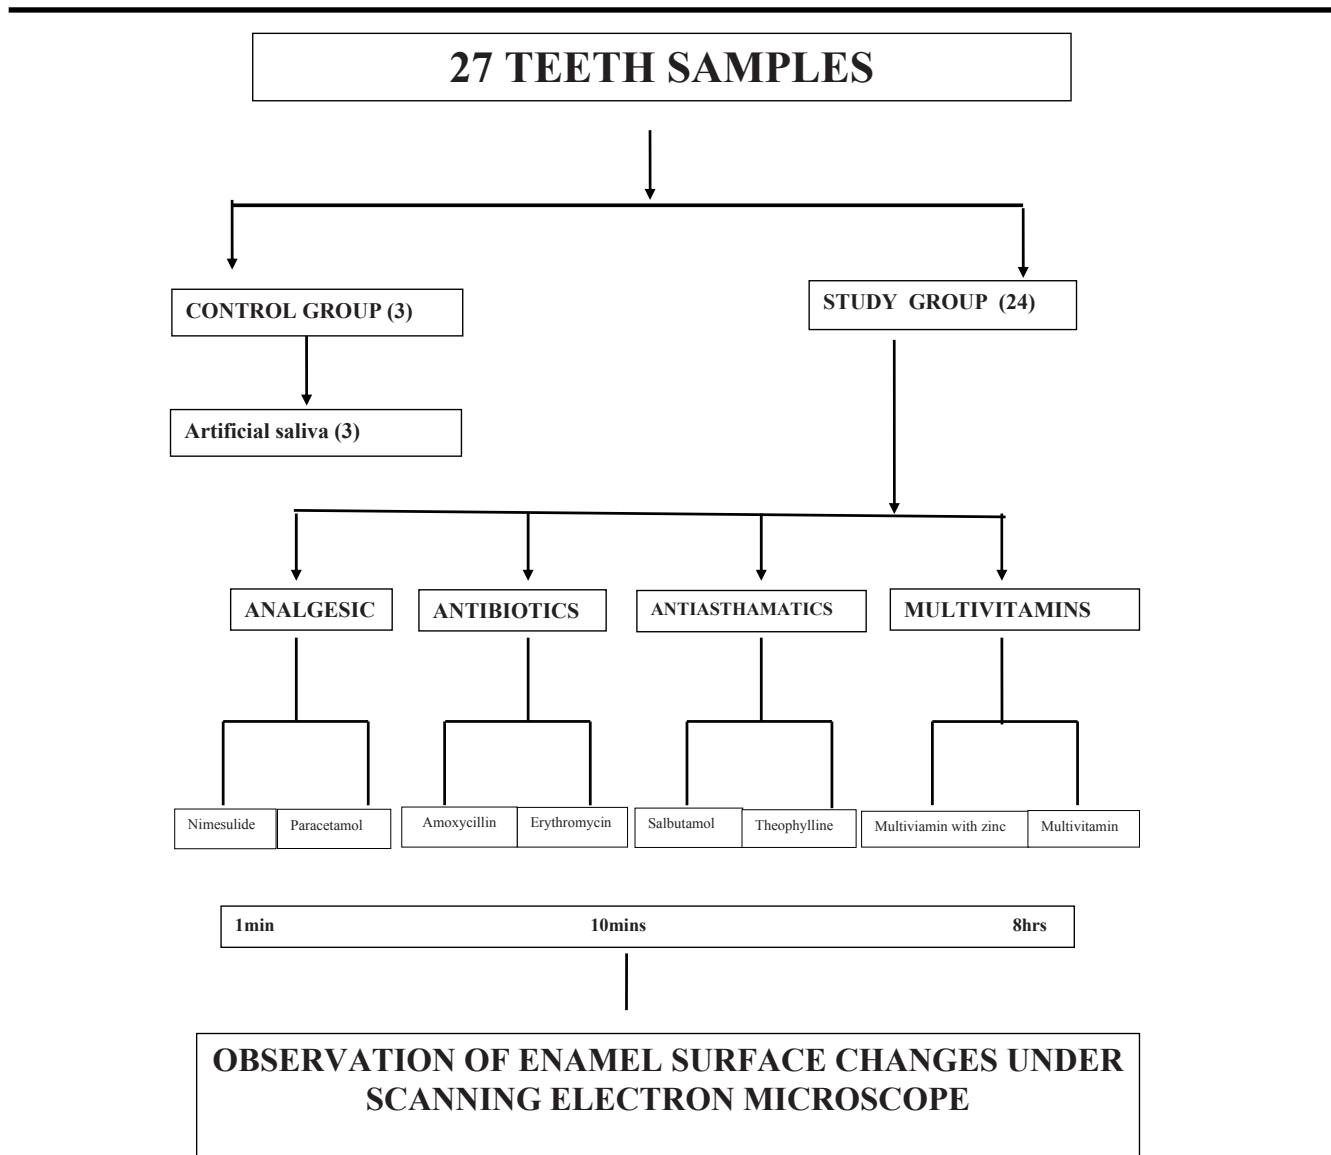 27 TEETH SAMPLES
CONTROL GROUP (3)
STUDY GROUP (24)
Artificial saliva (3)
ANALGESIC
ANTIBIOTICS
ANTIASTHAMATICS
MULTIVITAMINS
Nimesulide
Paracetamol
Amoxycillin
Erythromycin
Salbutamol
Theophylline
Multiviamin with zinc
Multivitamin
1min
10mins
8hrs
OBSERVATION OF ENAMEL SURFACE CHANGES UNDER
SCANNING ELECTRON MICROSCOPE